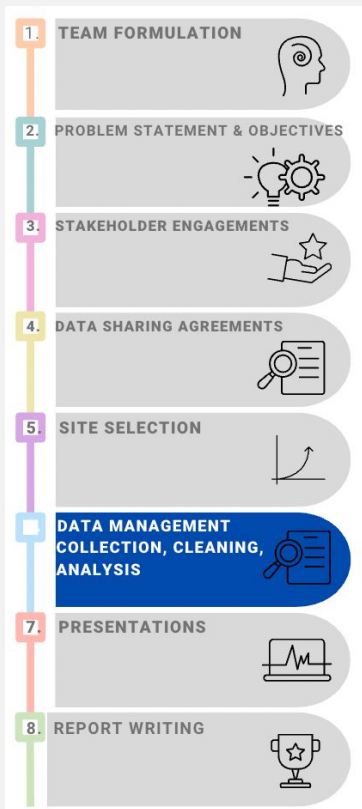 1. TEAM FORMULATION
2. PROBLEM STATEMENT & OBJECTIVES
3. STAKEHOLDER ENGAGEMENTS
4. DATA SHARING AGREEMENTS
5. SITE SELECTION
DATA MANAGEMENT
COLLECTION, CLEANING,
ANALYSIS
7. PRESENTATIONS
8. REPORT WRITING